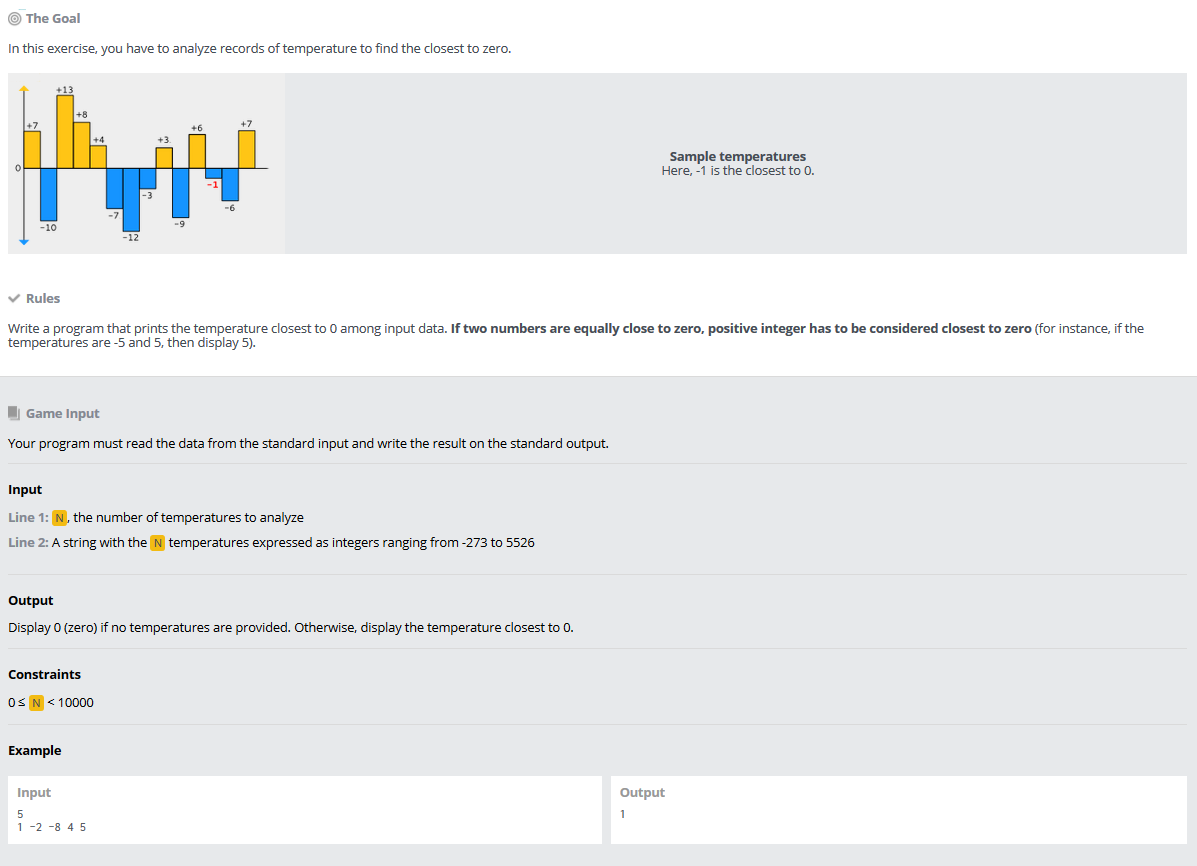 The Goal
In this exercise, you have to analyze records of temperature to find the closest to zero.
+13
+8
+7
+4
+3
+6
+7
0
-10
-7
-12
-3
-9
-1
-6
Sample temperatures
Here, -1 is the closest to 0.
Rules
Write a program that prints the temperature closest to 0 among input data. If two numbers are equally close to zero, positive integer has to be considered closest to zero (for instance, if the
temperatures are -5 and 5, then display 5).
Game Input
Your program must read the data from the standard input and write the result on the standard output.
Input
Line 1: N, the number of temperatures to analyze
Line 2: A string with the N temperatures expressed as integers ranging from -273 to 5526
Output
Display 0 (zero) if no temperatures are provided. Otherwise, display the temperature closest to 0.
Constraints
0 ≤ N < 10000
Example
Input
5
1 -2 -8 4 5
Output
1